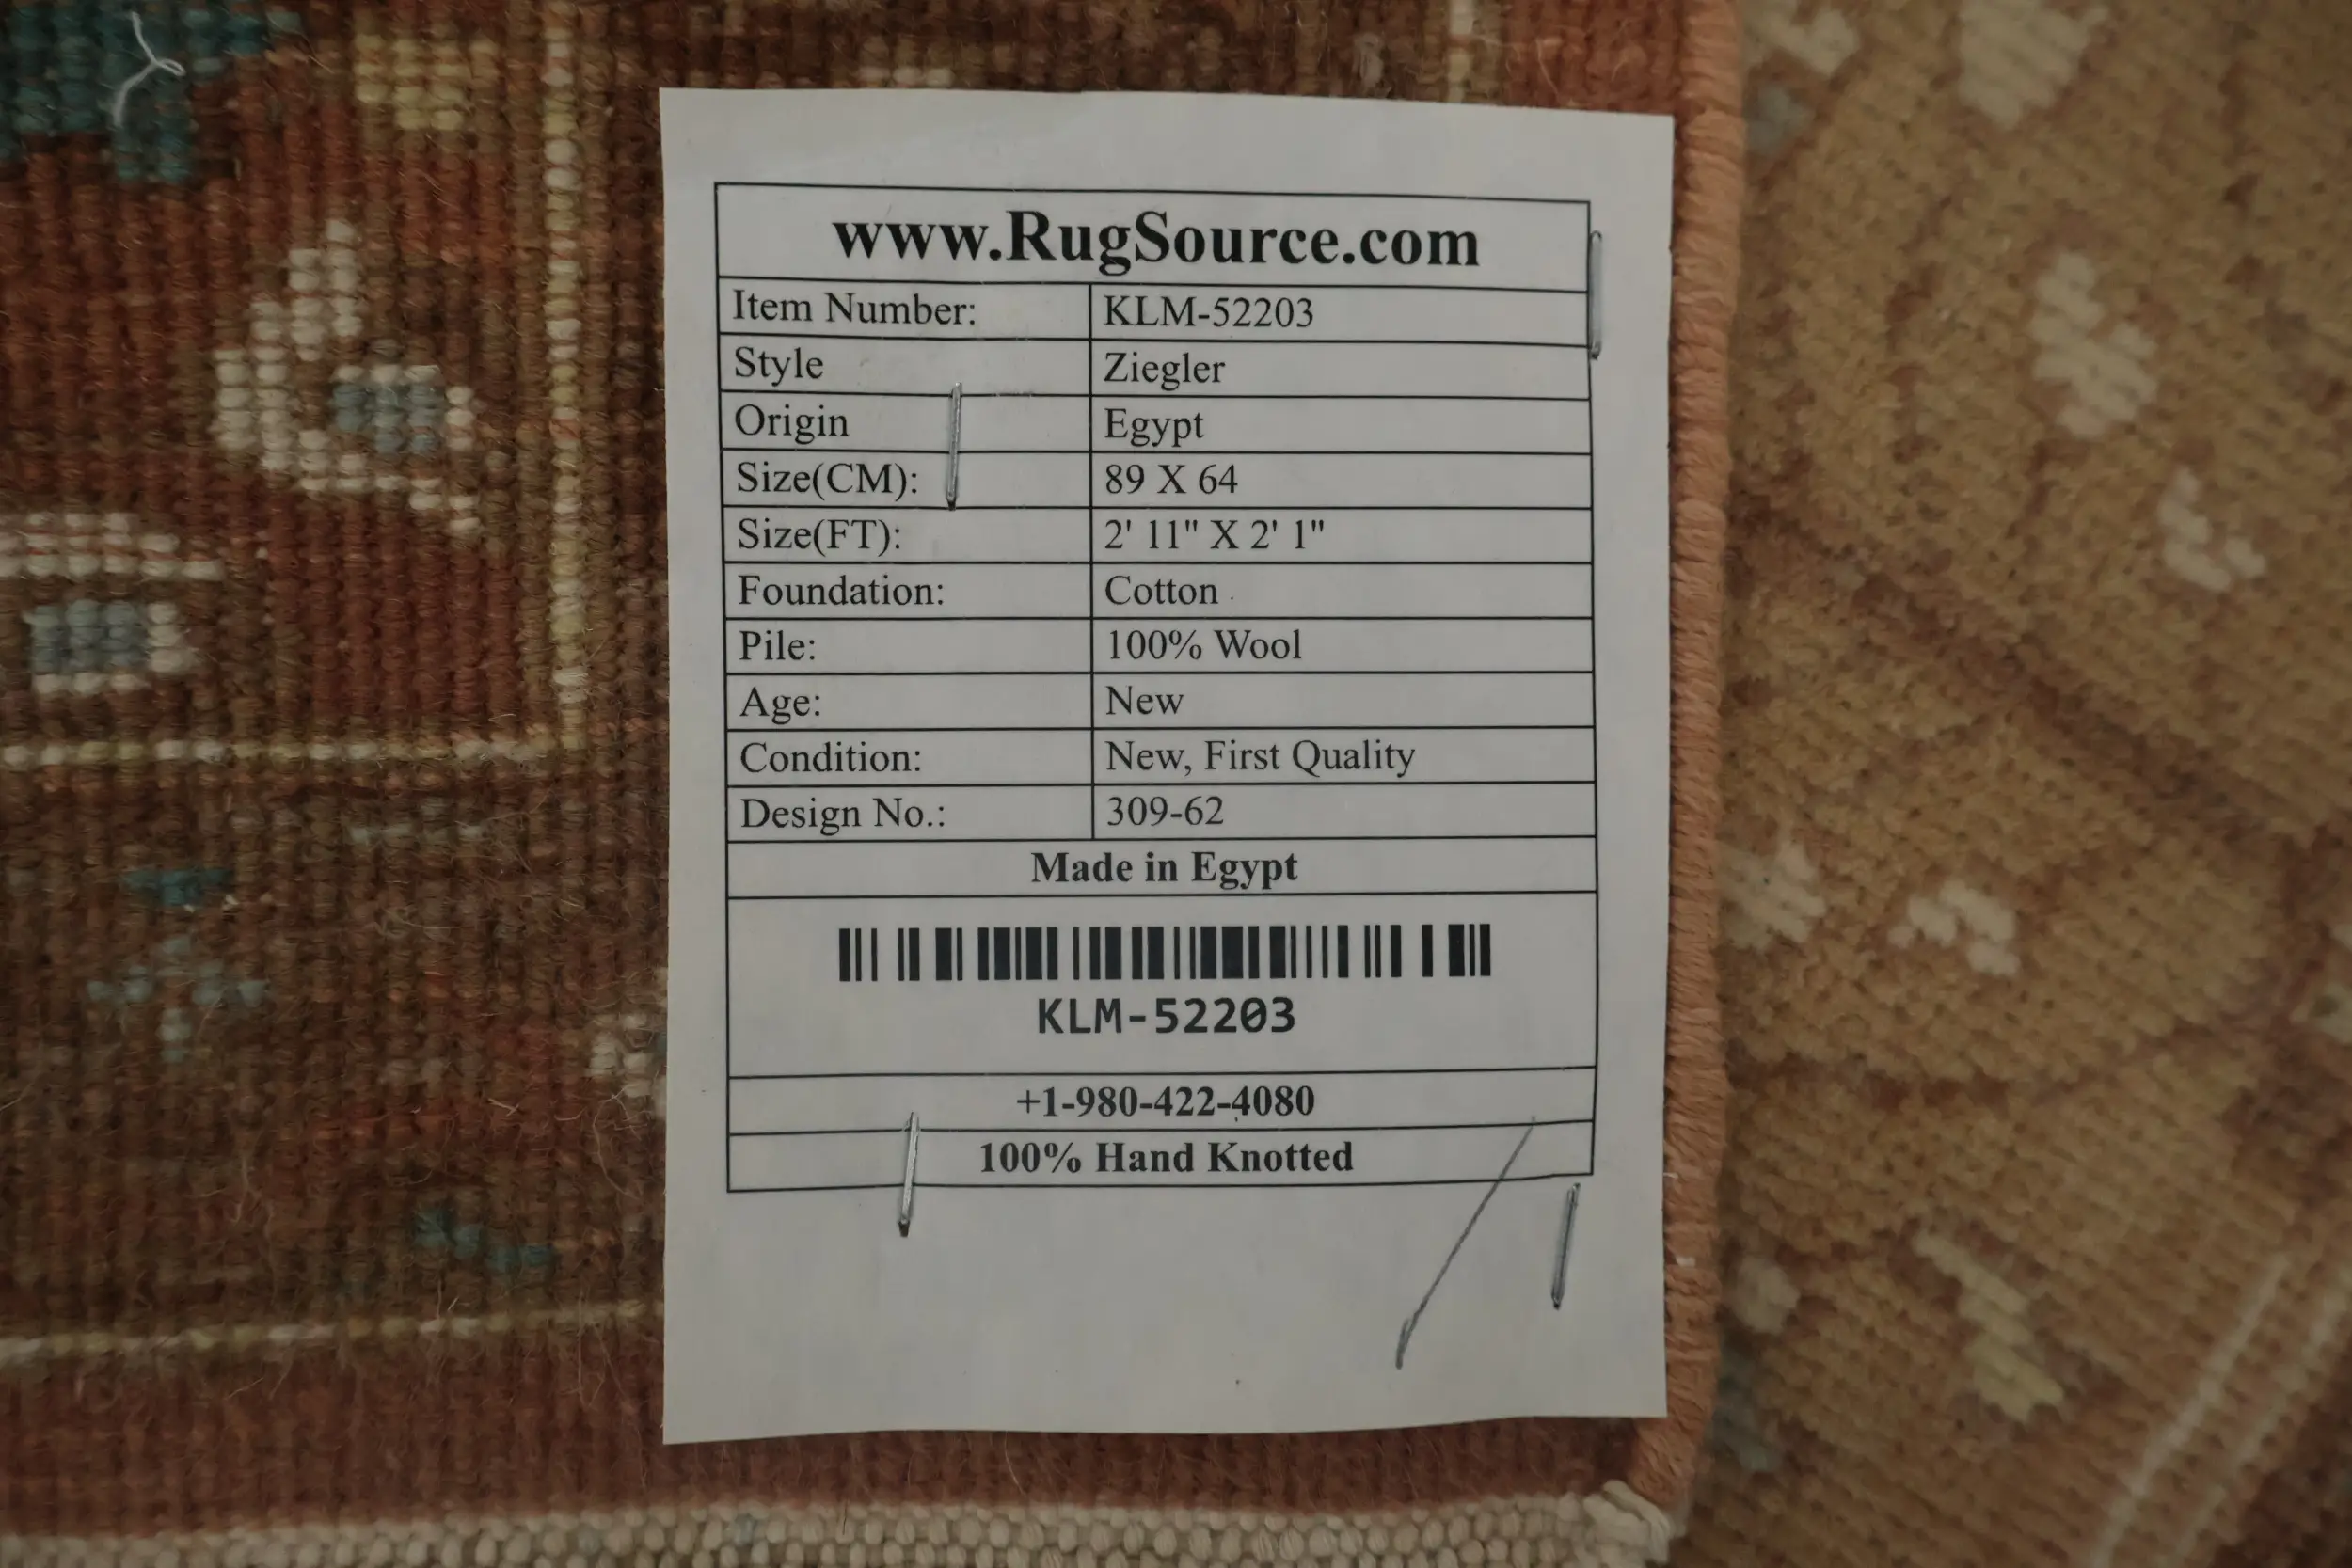 www.RugSource.com
Item Number: KLM-52203
Style Ziegler
Origin Egypt
Size(CM): 89 X 64
Size(FT): 2' 11" X 2' 1"
Foundation: Cotton
Pile: 100% Wool
Age: New
Condition: New, First Quality
Design No.: 309-62
Made in Egypt
KLM-52203
+1-980-422-4080
100% Hand Knotted